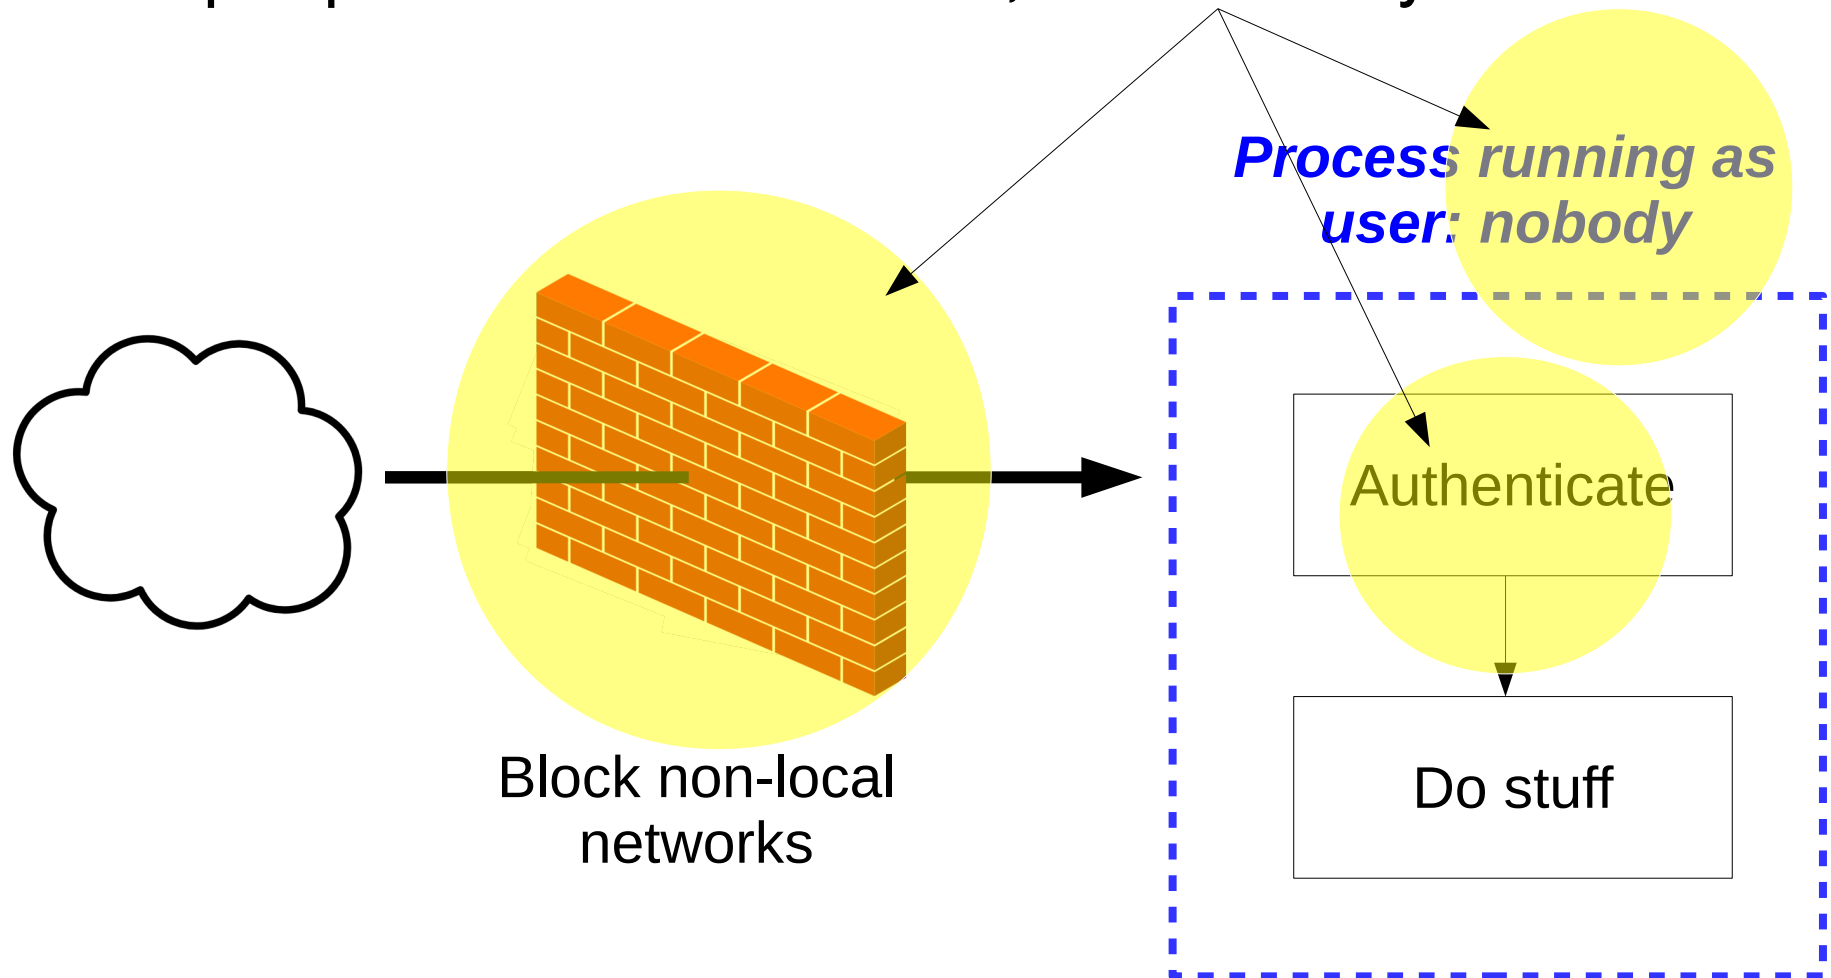 Process running as
user: nobody
Authenticate
Do stuff
Block non-local
networks